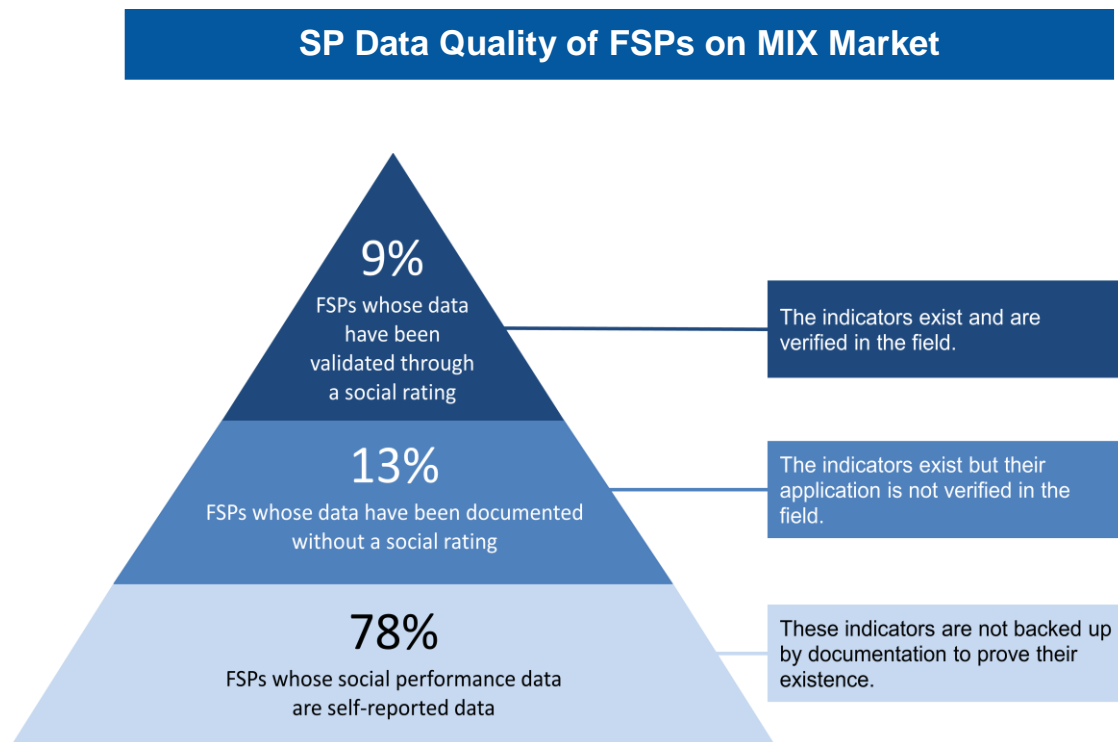 SP Data Quality of FSPs on MIX Market
9%
FSPs whose data
have been
validated through
a social rating
The indicators exist and are
verified in the field.
13%
FSPs whose data have been documented
without a social rating
The indicators exist but their
application is not verified in the
field.
78%
FSPs whose social performance data
are self-reported data
These indicators are not backed up
by documentation to prove their
existence.